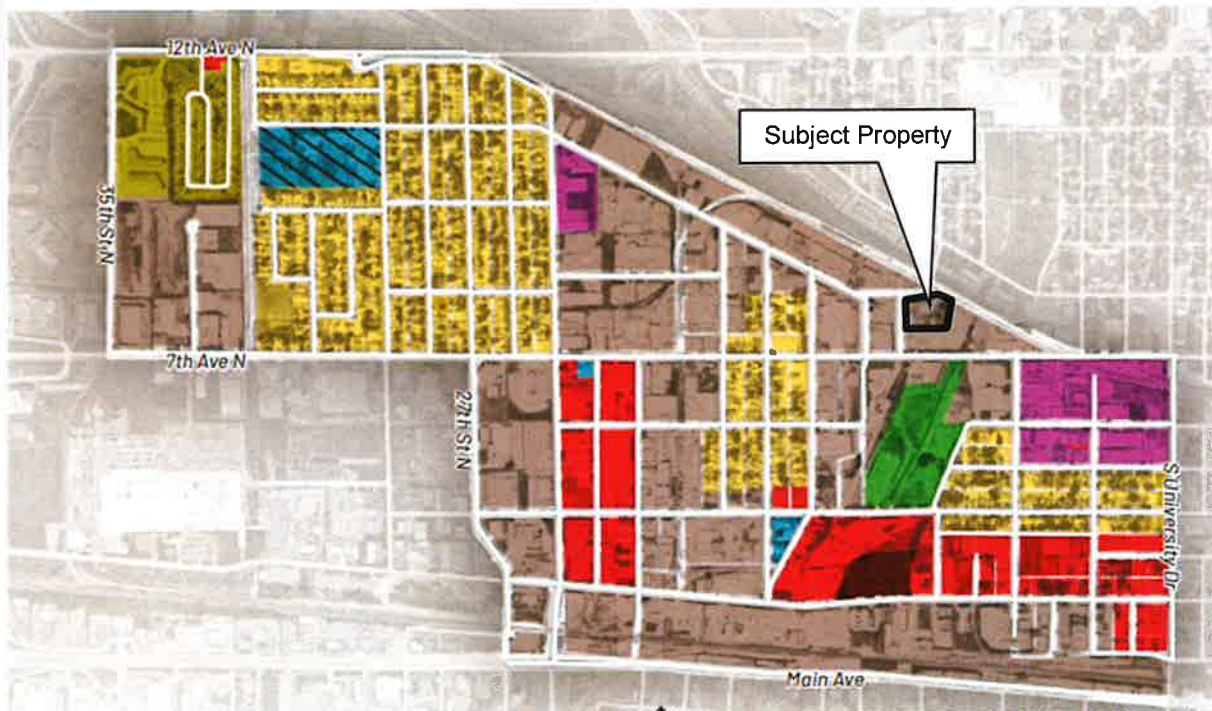 12th Ave N
Subject Property
35th St N
7th Ave N
27th St N
S University Dr
Main Ave